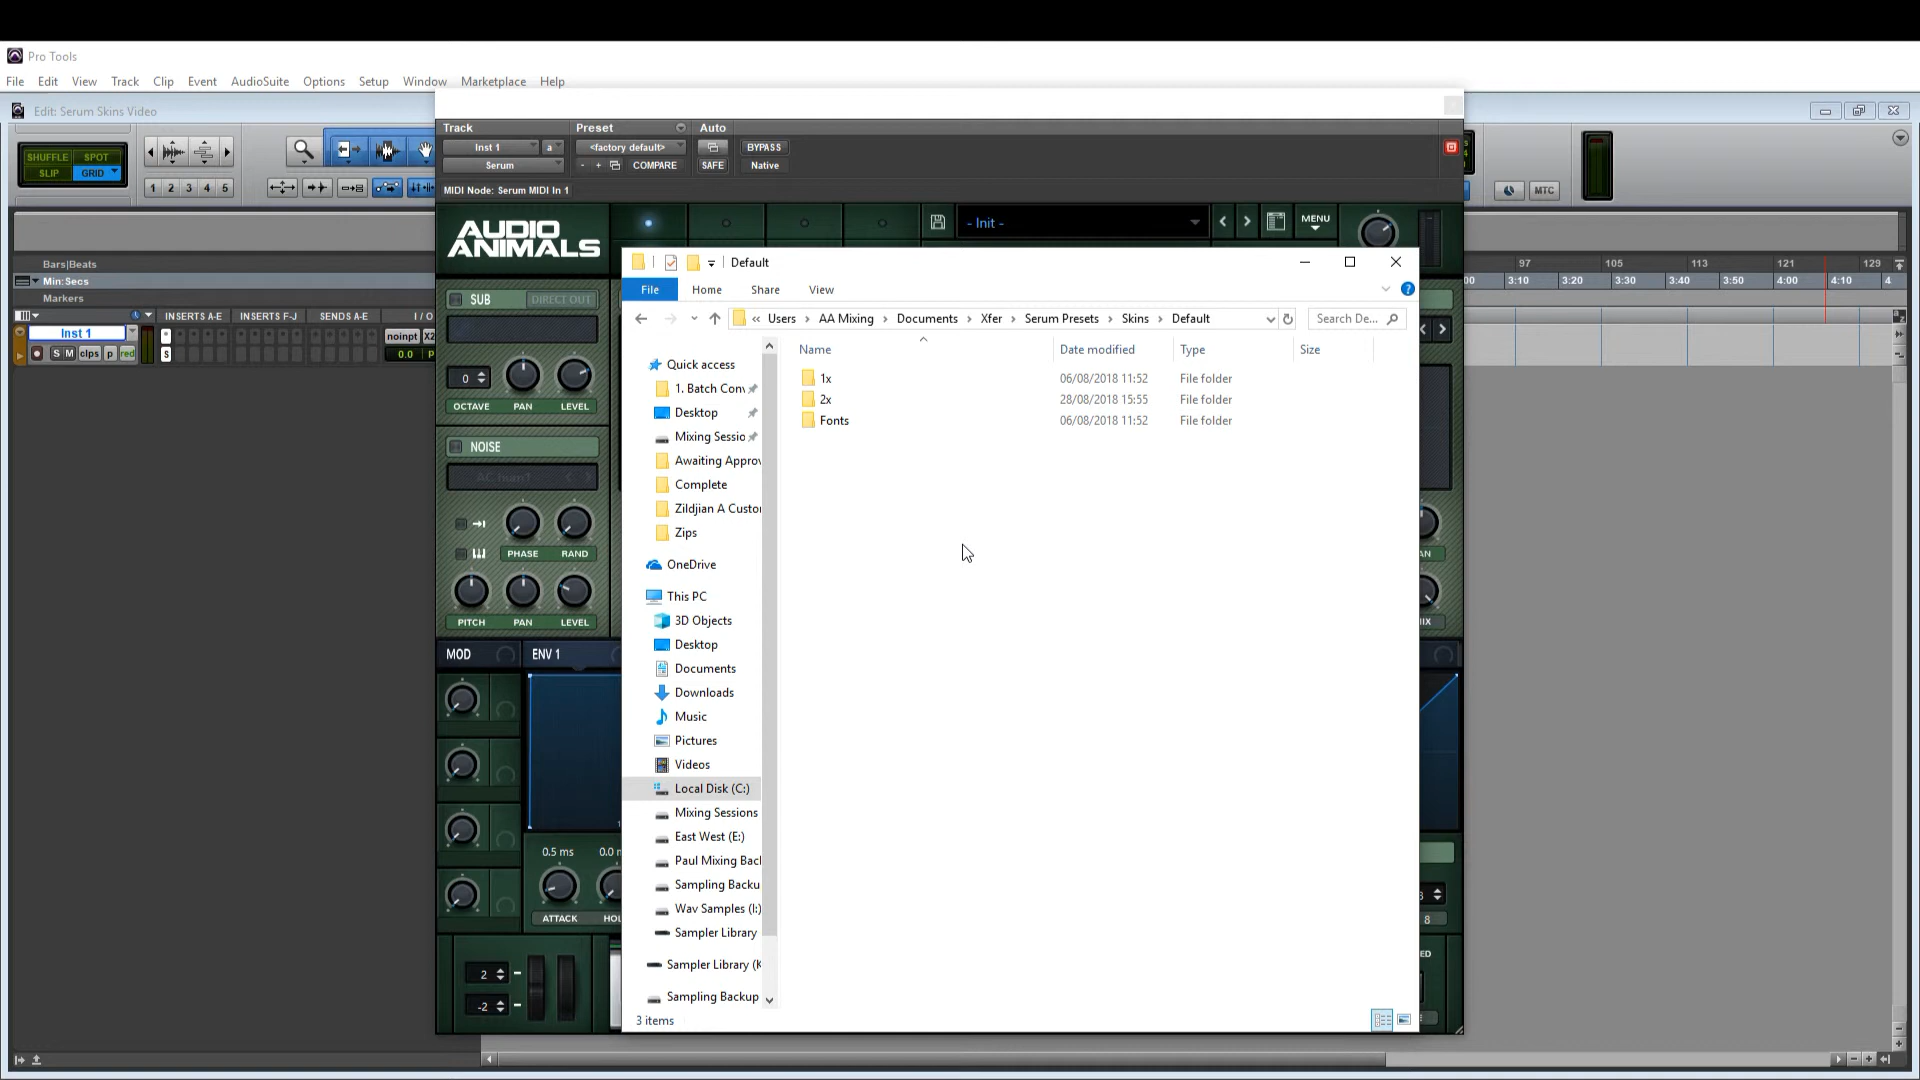 Pro Tools
File Edit View Track Clip Event AudioSuite Options Setup Window Marketplace Help
Edit: Serum Skins Video
SHUFFLE SPOT
SLIP GRID
1 2 3 4 5
MTC
Track Preset Auto
Inst 1 a <factory default> BYPASS
Serum - + COMPARE SAFE Native
MIDI Node: Serum MIDI In 1
AUDIO
ANIMALS
- Init -
MENU
Bars|Beats
Min:Secs
Markers
97 105 113 121 129
3:10 3:20 3:30 3:40 3:50 4:00 4:10
INSERTS A-E INSERTS F-J SENDS A-E I / O
Inst 1
noinpt
S M clps p red
S
0.0
SUB DIRECT OUT
0
OCTAVE PAN LEVEL
NOISE
AC hum1
PHASE RAND
PITCH PAN LEVEL
MOD ENV 1
0.5 ms
ATTACK
2
-2
8
Default
File Home Share View
« Users › AA Mixing › Documents › Xfer › Serum Presets › Skins › Default
Search De...
Name Date modified Type Size
1x 06/08/2018 11:52 File folder
2x 28/08/2018 15:55 File folder
Fonts 06/08/2018 11:52 File folder
Quick access
1. Batch Con
Desktop
Mixing Sessio
Awaiting Approv
Complete
Zildjian A Custo
Zips
OneDrive
This PC
3D Objects
Desktop
Documents
Downloads
Music
Pictures
Videos
Local Disk (C:)
Mixing Sessions
East West (E:)
Paul Mixing Bac
Sampling Backu
Wav Samples (I:)
Sampler Library
Sampler Library (K
Sampling Backup
3 items